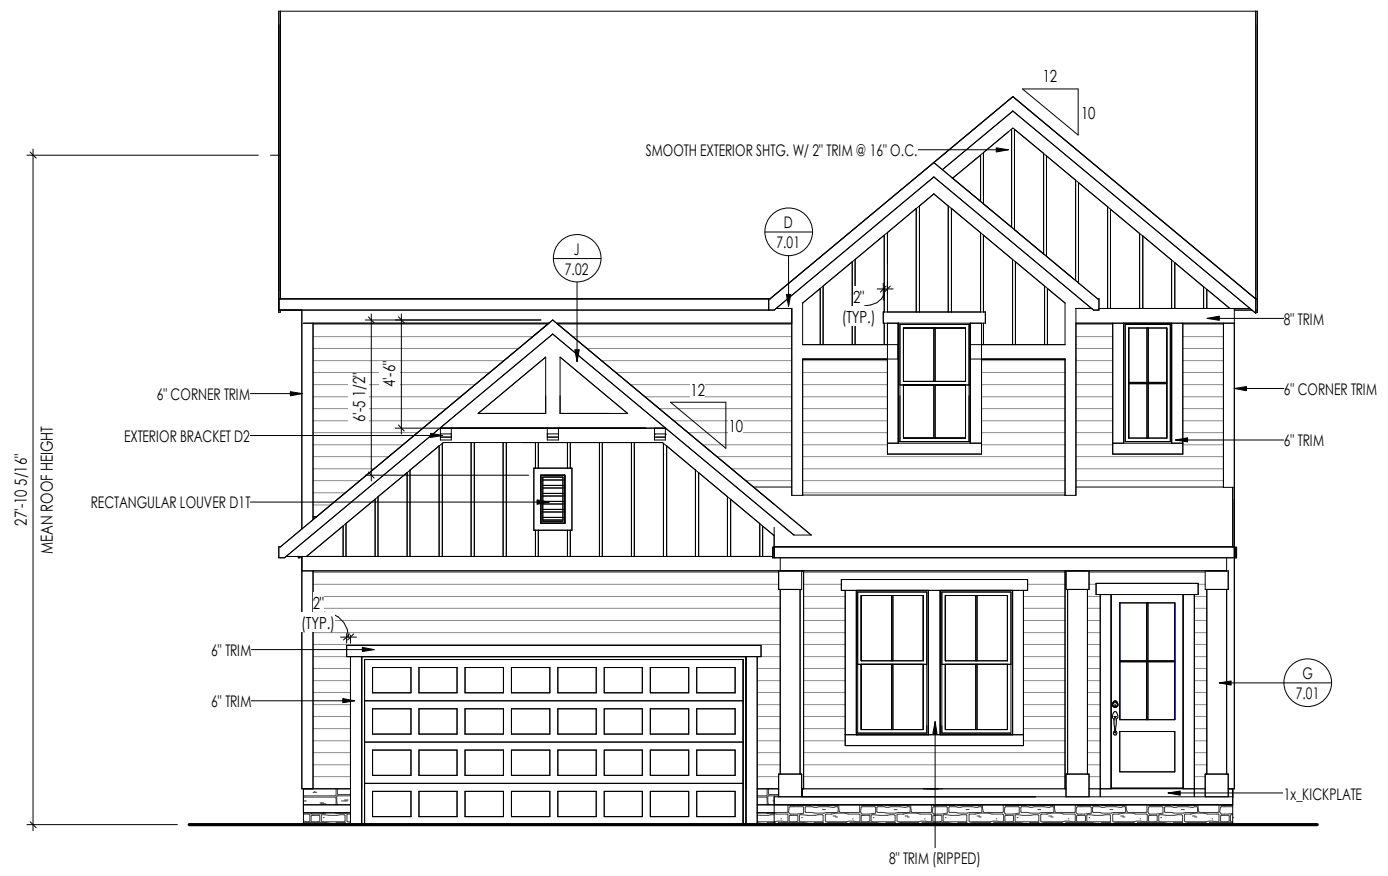 12
10
SMOOTH EXTERIOR SHTG. W/ 2" TRIM @ 16" O.C.
D
7.01
J
7.02
2"
(TYP.)
8" TRIM
6" CORNER TRIM
6" CORNER TRIM
6'-5 1/2"
4'-6"
12
10
EXTERIOR BRACKET D2
6" TRIM
RECTANGULAR LOUVER D1T
27'-10 5/16"
MEAN ROOF HEIGHT
2"
(TYP.)
6" TRIM
6" TRIM
G
7.01
1x_KICKPLATE
8" TRIM (RIPPED)